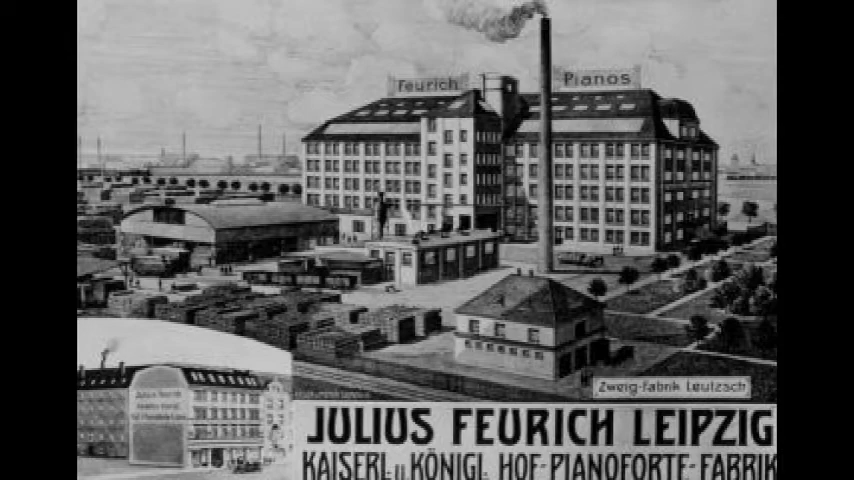 Feurich Pianos
Zweig-Fabrik Leutzsch
JULIUS FEURICH LEIPZIG
KAISERL.- u. KÖNIGL. HOF-PIANOFORTE-FABRIK